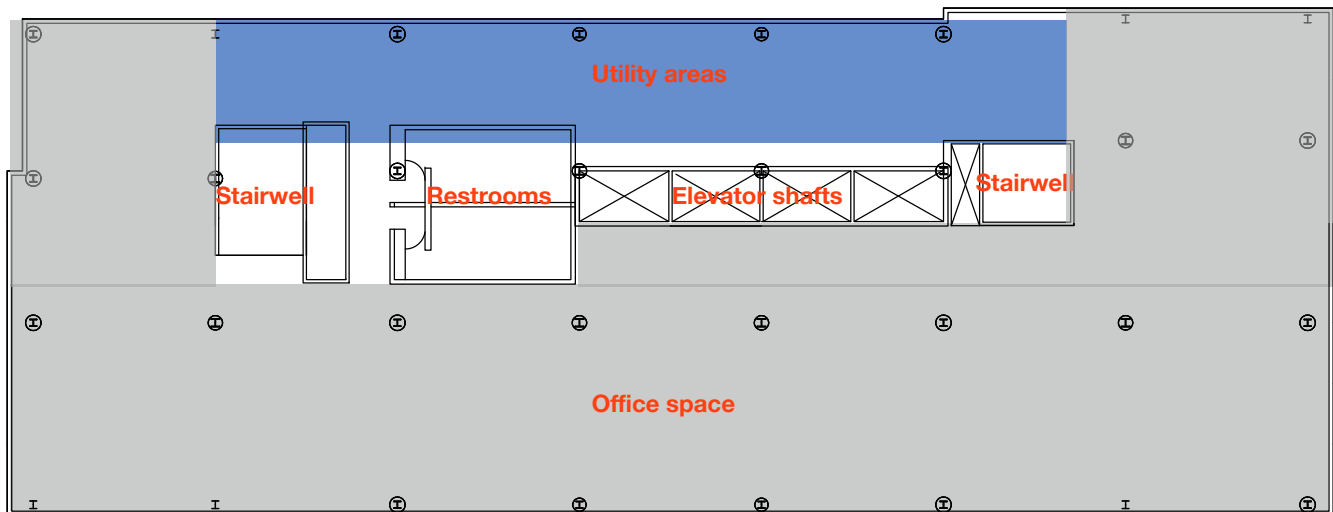 Utility areas
Stairwell
Restrooms
Elevator shafts
Stairwell
Office space